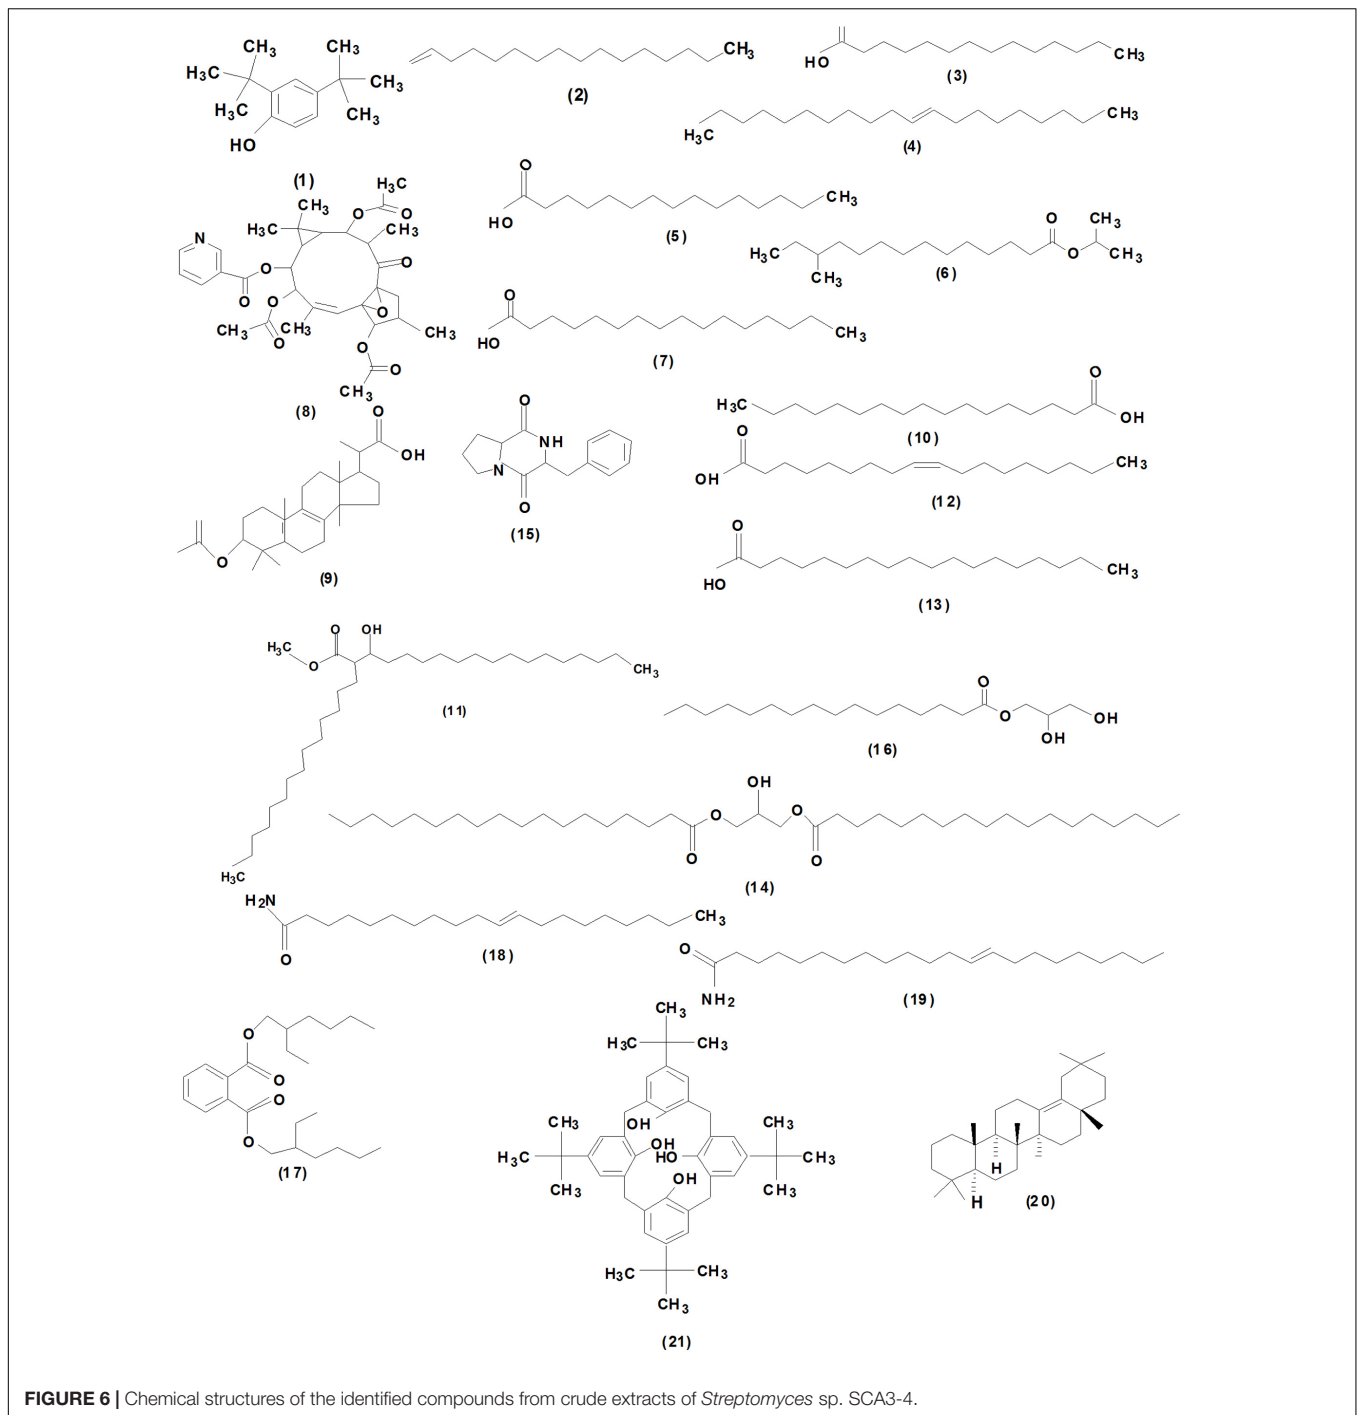 CH3 CH3
H3C CH3
H3C CH3
HO
(1)
CH3
(2)
HO CH3
(3)
H3C CH3
(4)
O
HO CH3
(5)
O CH3
H3C O CH3
CH3
(6)
O
HO CH3
(7)
H3C
CH3 O O
H3C CH3
N
O O
O O O
CH3 CH3 CH3
O O
O
CH3
(8)
O
OH
O
(9)
O
H3C OH
(10)
O
NH
N
O
(15)
O
OH CH3
(12)
O
HO CH3
(13)
O OH
H3C O CH3
H3C
(11)
O
O OH
OH
(16)
OH
O O
O O
(14)
H2N
O CH3
(18)
O
NH2
(19)
O
O
O
O
(17)
CH3
H3C CH3
OH
CH3 OH HO CH3
H3C CH3
CH3 OH CH3
H3C CH3
CH3
(21)
H
H
(20)
FIGURE 6 | Chemical structures of the identified compounds from crude extracts of Streptomyces sp. SCA3-4.